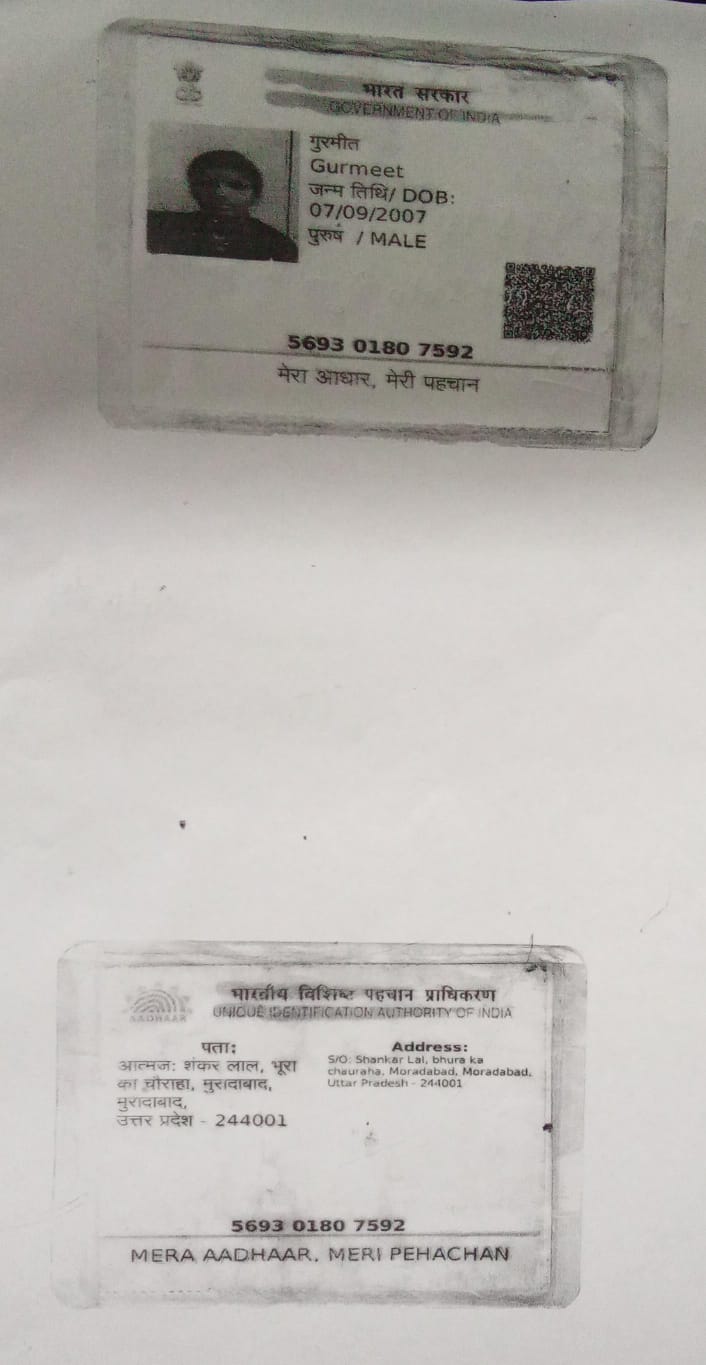 भारत सरकार
GOVERNMENT OF INDIA
गुरमीत
Gurmeet
जन्म तिथि/ DOB:
07/09/2007
पुरुष / MALE
5693 0180 7592
मेरा आधार, मेरी पहचान
भारतीय विशिष्ट पहचान प्राधिकरण
UNIQUE IDENTIFICATION AUTHORITY OF INDIA
AADHAAR
पता:
आत्मज: शंकर लाल, भूरा
का चौराहा, मुरादाबाद,
मुरादाबाद,
उत्तर प्रदेश - 244001
Address:
S/O: Shankar Lal, bhura ka
chauraha, Moradabad, Moradabad,
Uttar Pradesh - 244001
5693 0180 7592
MERA AADHAAR, MERI PEHACHAN